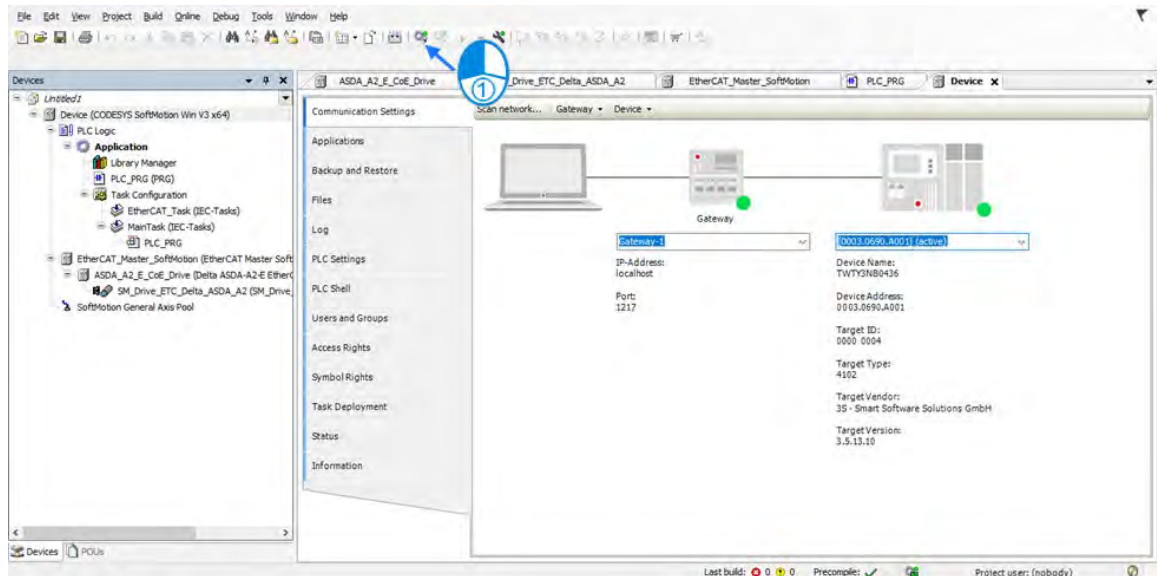 File Edit View Project Build Online Debug Tools Window Help
Devices
ASDA_A2_E_CoE_Drive
_Drive_ETC_Delta_ASDA_A2
EtherCAT_Master_SoftMotion
PLC_PRG
Device
①
Untitled1
Device (CODESYS SoftMotion Win V3 x64)
PLC Logic
Application
Library Manager
PLC_PRG (PRG)
Task Configuration
EtherCAT_Task (IEC-Tasks)
MainTask (IEC-Tasks)
PLC_PRG
EtherCAT_Master_SoftMotion (EtherCAT Master Soft
ASDA_A2_E_CoE_Drive (Delta ASDA-A2-E EtherC
SM_Drive_ETC_Delta_ASDA_A2 (SM_Drive_
SoftMotion General Axis Pool
Devices POUs
Communication Settings
Applications
Backup and Restore
Files
Log
PLC Settings
PLC Shell
Users and Groups
Access Rights
Symbol Rights
Task Deployment
Status
Information
Scan network... Gateway Device
Gateway
Gateway-1
IP-Address:
localhost
Port:
1217
[0003.0690.A001] (active)
Device Name:
TWTY3NB0436
Device Address:
0003.0690.A001
Target ID:
0000 0004
Target Type:
4102
Target Vendor:
3S - Smart Software Solutions GmbH
Target Version:
3.5.13.10
Last build: 0 0 Precompile: Project user: (nobody)